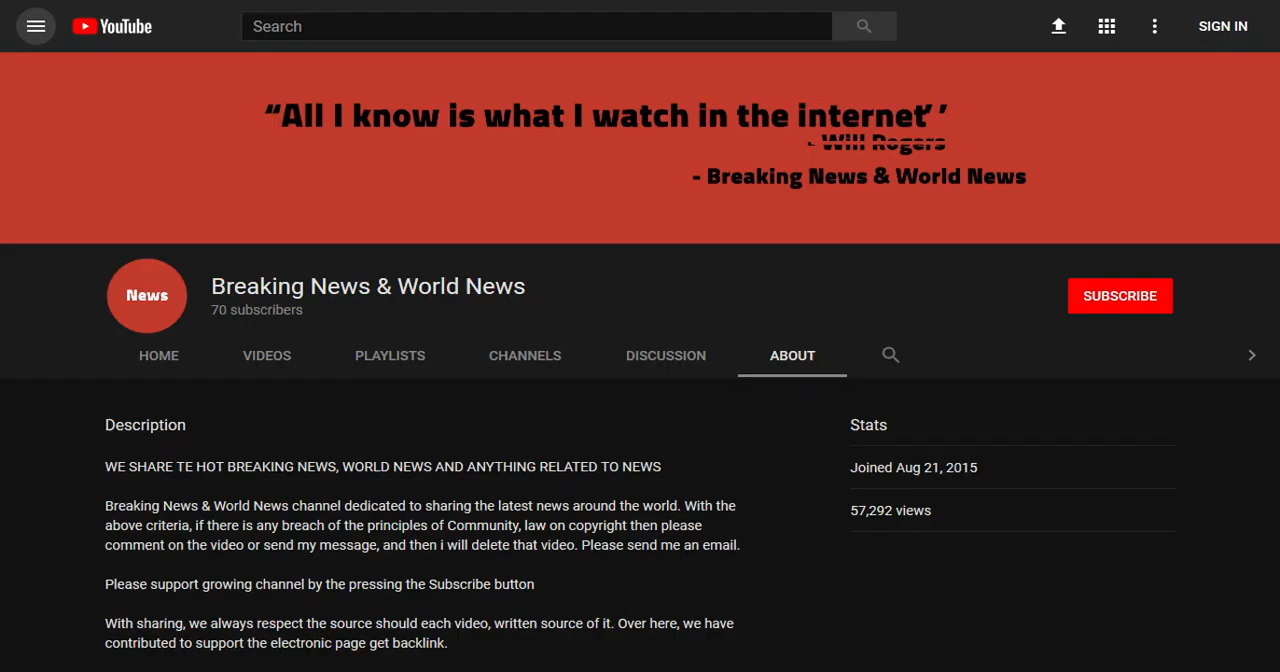 YouTube
Search
SIGN IN
“All I know is what I watch in the internet’’
- Will Rogers
- Breaking News & World News
News
Breaking News & World News
70 subscribers
SUBSCRIBE
HOME VIDEOS PLAYLISTS CHANNELS DISCUSSION ABOUT
Description
WE SHARE TE HOT BREAKING NEWS, WORLD NEWS AND ANYTHING RELATED TO NEWS
Breaking News & World News channel dedicated to sharing the latest news around the world. With the
above criteria, if there is any breach of the principles of Community, law on copyright then please
comment on the video or send my message, and then i will delete that video. Please send me an email.
Please support growing channel by the pressing the Subscribe button
With sharing, we always respect the source should each video, written source of it. Over here, we have
contributed to support the electronic page get backlink.
Stats
Joined Aug 21, 2015
57,292 views